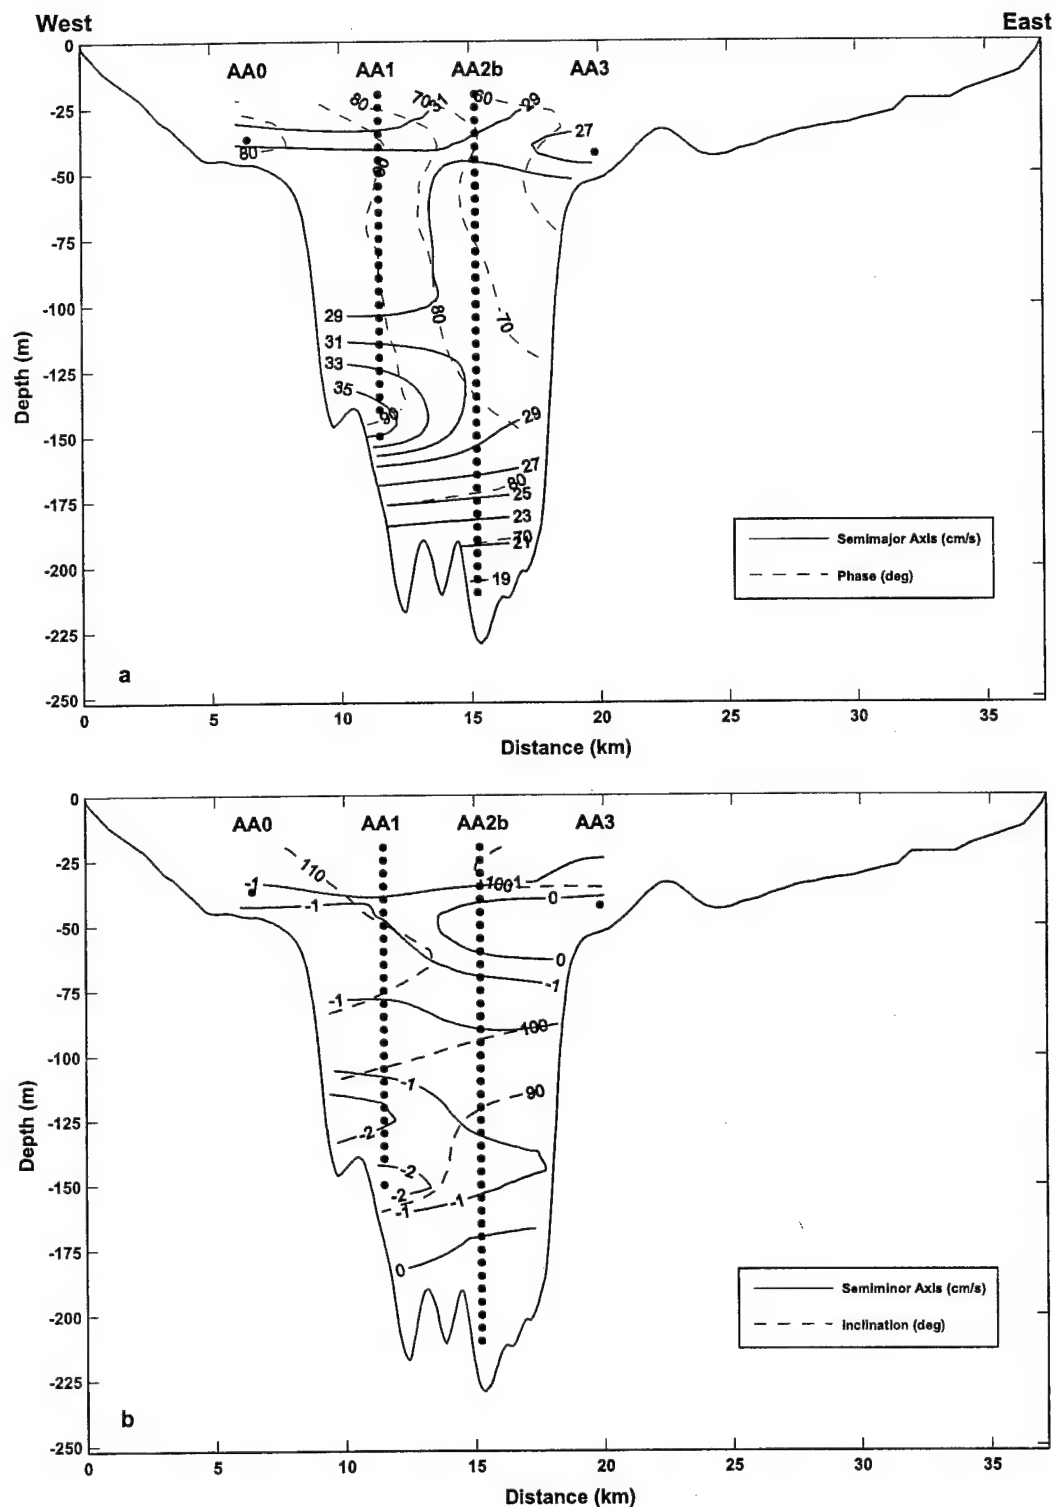 West East
0 AA0 AA1 AA2b AA3
80 70 31 60 29
-25
27
80 80
-50
-75
-100 29 80 70
31
-125 33
35
90 29
-150
27
80
-175 25
23
70
21
-200 19
-225
a
-250
0 5 10 15 20 25 30 35
Depth (m)
Distance (km)
Semimajor Axis (cm/s)
Phase (deg)
0 AA0 AA1 AA2b AA3
-25 110
-1 100 1
-1 0
-50
0
-1
-75 -1
100
-100
-1 90
-125
-2
-2
-150 -2
-1 -1
-175 0
-200
-225
b
-250
0 5 10 15 20 25 30 35
Depth (m)
Distance (km)
Semiminor Axis (cm/s)
Inclination (deg)